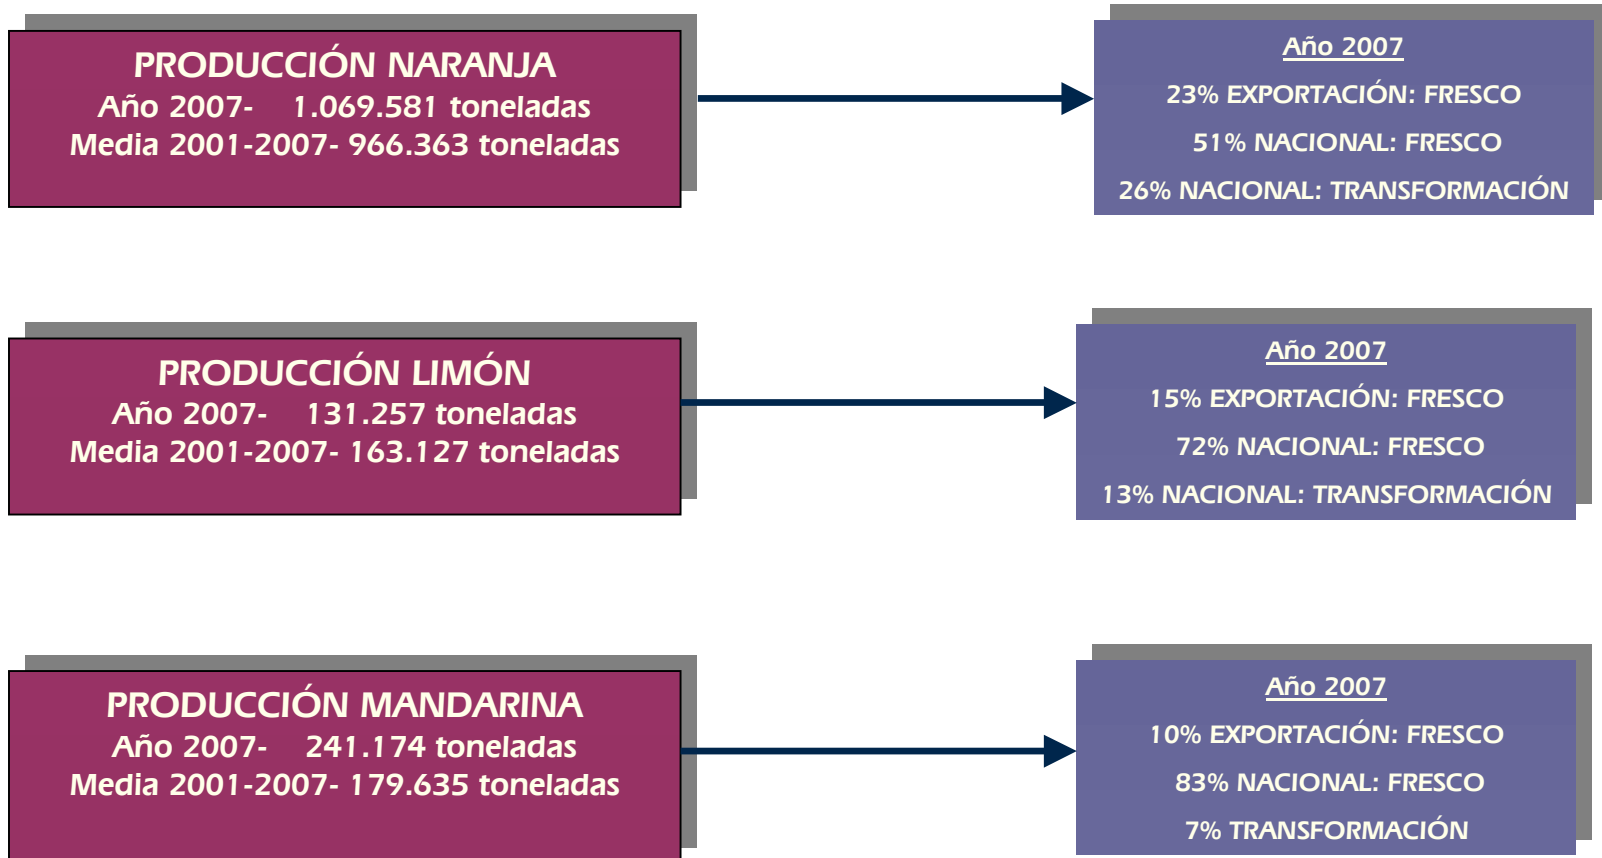 PRODUCCIÓN NARANJA
Año 2007- 1.069.581 toneladas
Media 2001-2007- 966.363 toneladas
Año 2007
23% EXPORTACIÓN: FRESCO
51% NACIONAL: FRESCO
26% NACIONAL: TRANSFORMACIÓN
PRODUCCIÓN LIMÓN
Año 2007- 131.257 toneladas
Media 2001-2007- 163.127 toneladas
Año 2007
15% EXPORTACIÓN: FRESCO
72% NACIONAL: FRESCO
13% NACIONAL: TRANSFORMACIÓN
PRODUCCIÓN MANDARINA
Año 2007- 241.174 toneladas
Media 2001-2007- 179.635 toneladas
Año 2007
10% EXPORTACIÓN: FRESCO
83% NACIONAL: FRESCO
7% TRANSFORMACIÓN